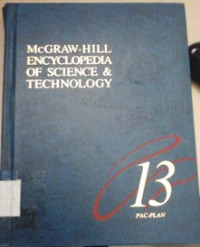 McGRAW-HILL
ENCYCLOPEDIA
OF SCIENCE &
TECHNOLOGY
13
PAC-PLAN